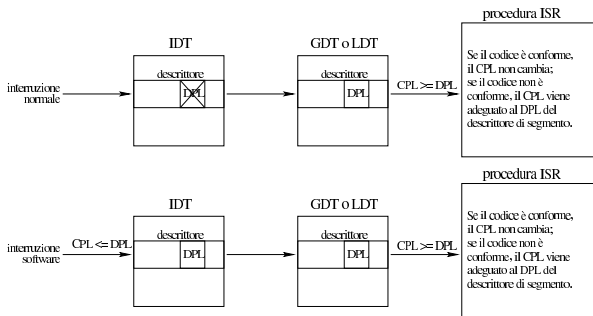 procedura ISR
IDT
GDT o LDT
Se il codice è conforme,
il CPL non cambia;
se il codice non è
conforme, il CPL viene
adeguato al DPL del
descrittore di segmento.
descrittore
descrittore
interruzione
normale
DPL
DPL
CPL >= DPL
procedura ISR
IDT
GDT o LDT
Se il codice è conforme,
il CPL non cambia;
se il codice non è
conforme, il CPL viene
adeguato al DPL del
descrittore di segmento.
descrittore
descrittore
interruzione
software
CPL <= DPL
DPL
DPL
CPL >= DPL